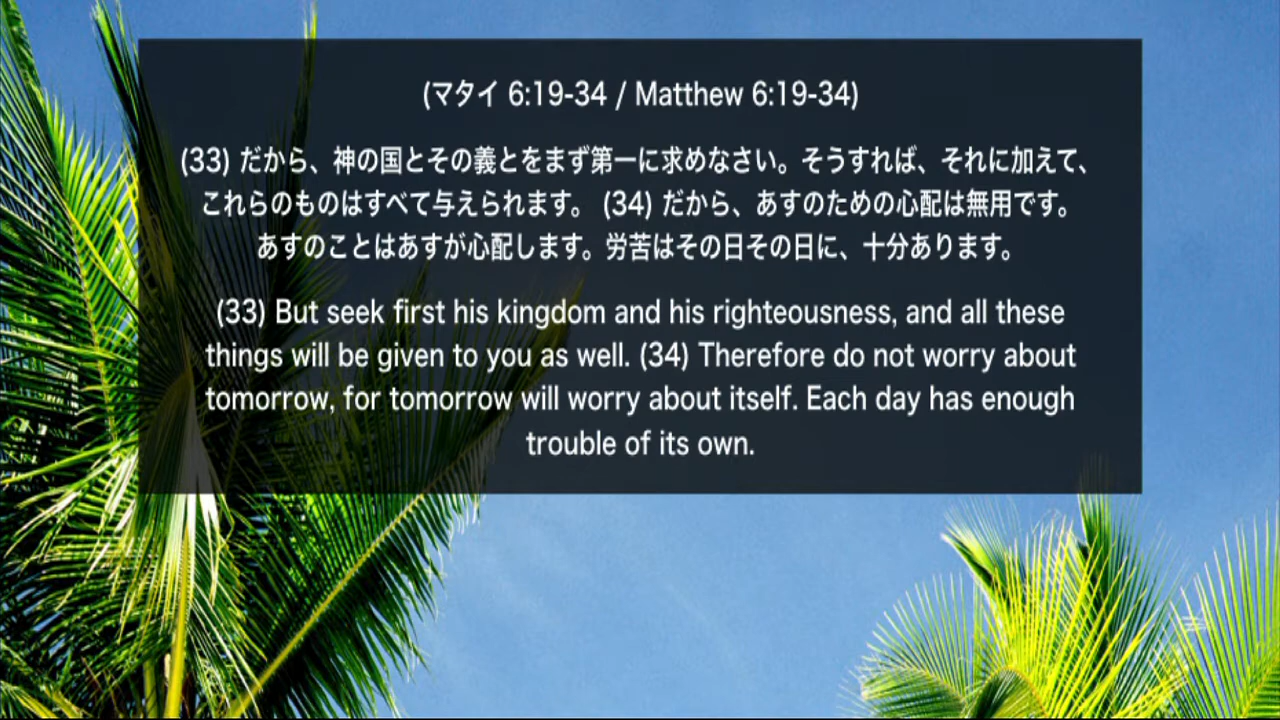 (マタイ 6:19-34 / Matthew 6:19-34)
(33) だから、神の国とその義とをまず第一に求めなさい。そうすれば、それに加えて、
これらのものはすべて与えられます。 (34) だから、あすのための心配は無用です。
あすのことはあすが心配します。労苦はその日その日に、十分あります。
(33) But seek first his kingdom and his righteousness, and all these
things will be given to you as well. (34) Therefore do not worry about
tomorrow, for tomorrow will worry about itself. Each day has enough
trouble of its own.